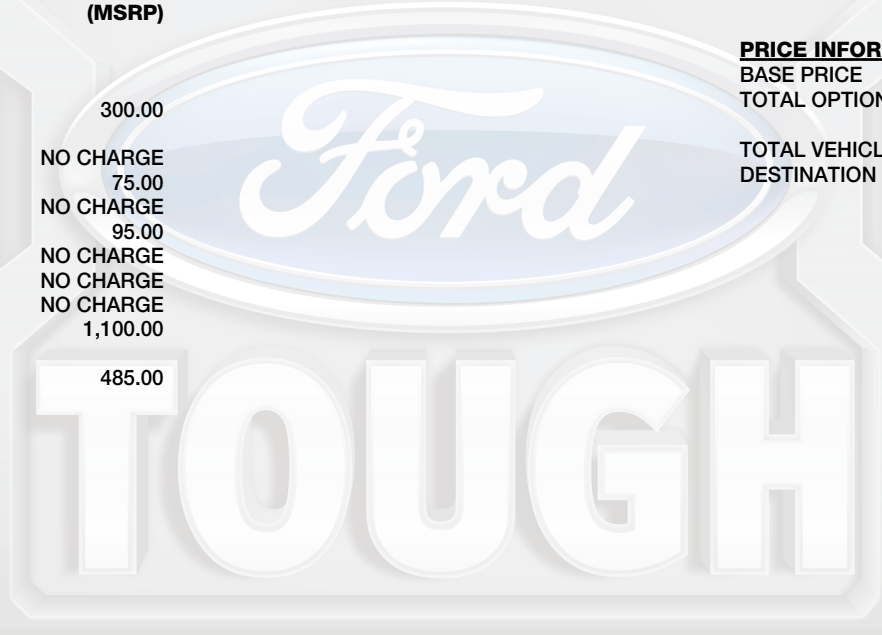 (MSRP)
300.00
NO CHARGE
75.00
NO CHARGE
95.00
NO CHARGE
NO CHARGE
NO CHARGE
1,100.00
485.00
PRICE INFOR
BASE PRICE
TOTAL OPTION
TOTAL VEHICL
DESTINATION
Ford
TOUGH